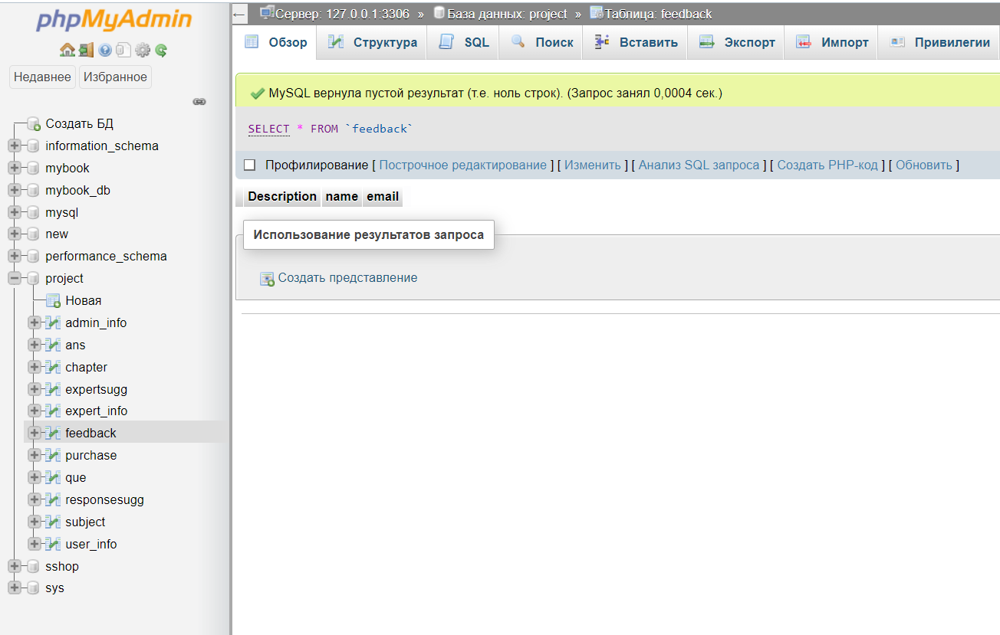 phpMyAdmin
Недавнее Избранное
Создать БД
information_schema
mybook
mybook_db
mysql
new
performance_schema
project
Новая
admin_info
ans
chapter
expertsugg
expert_info
feedback
purchase
que
responsesugg
subject
user_info
sshop
sys
← Сервер: 127.0.0.1:3306 » База данных: project » Таблица: feedback
Обзор Структура SQL Поиск Вставить Экспорт Импорт Привилегии
MySQL вернула пустой результат (т.е. ноль строк). (Запрос занял 0,0004 сек.)
SELECT * FROM `feedback`
Профилирование [ Построчное редактирование ] [ Изменить ] [ Анализ SQL запроса ] [ Создать PHP-код ] [ Обновить ]
Description name email
Использование результатов запроса
Создать представление